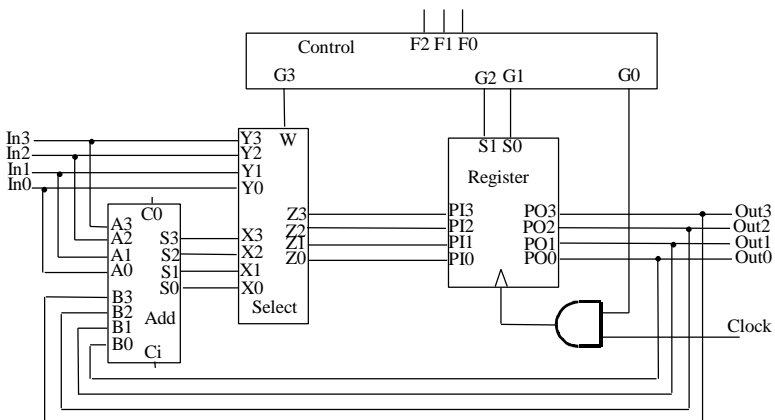 F2 F1 F0
Control
G3 G2 G1 G0
In3
In2
In1
In0
Y3
Y2
Y1
Y0
W
X3
X2
X1
X0
Z3
Z2
Z1
Z0
Select
C0
A3
A2
A1
A0
B3
B2
B1
B0
S3
S2
S1
S0
Add
Ci
S1 S0
Register
PI3
PI2
PI1
PI0
PO3
PO2
PO1
PO0
Out3
Out2
Out1
Out0
Clock